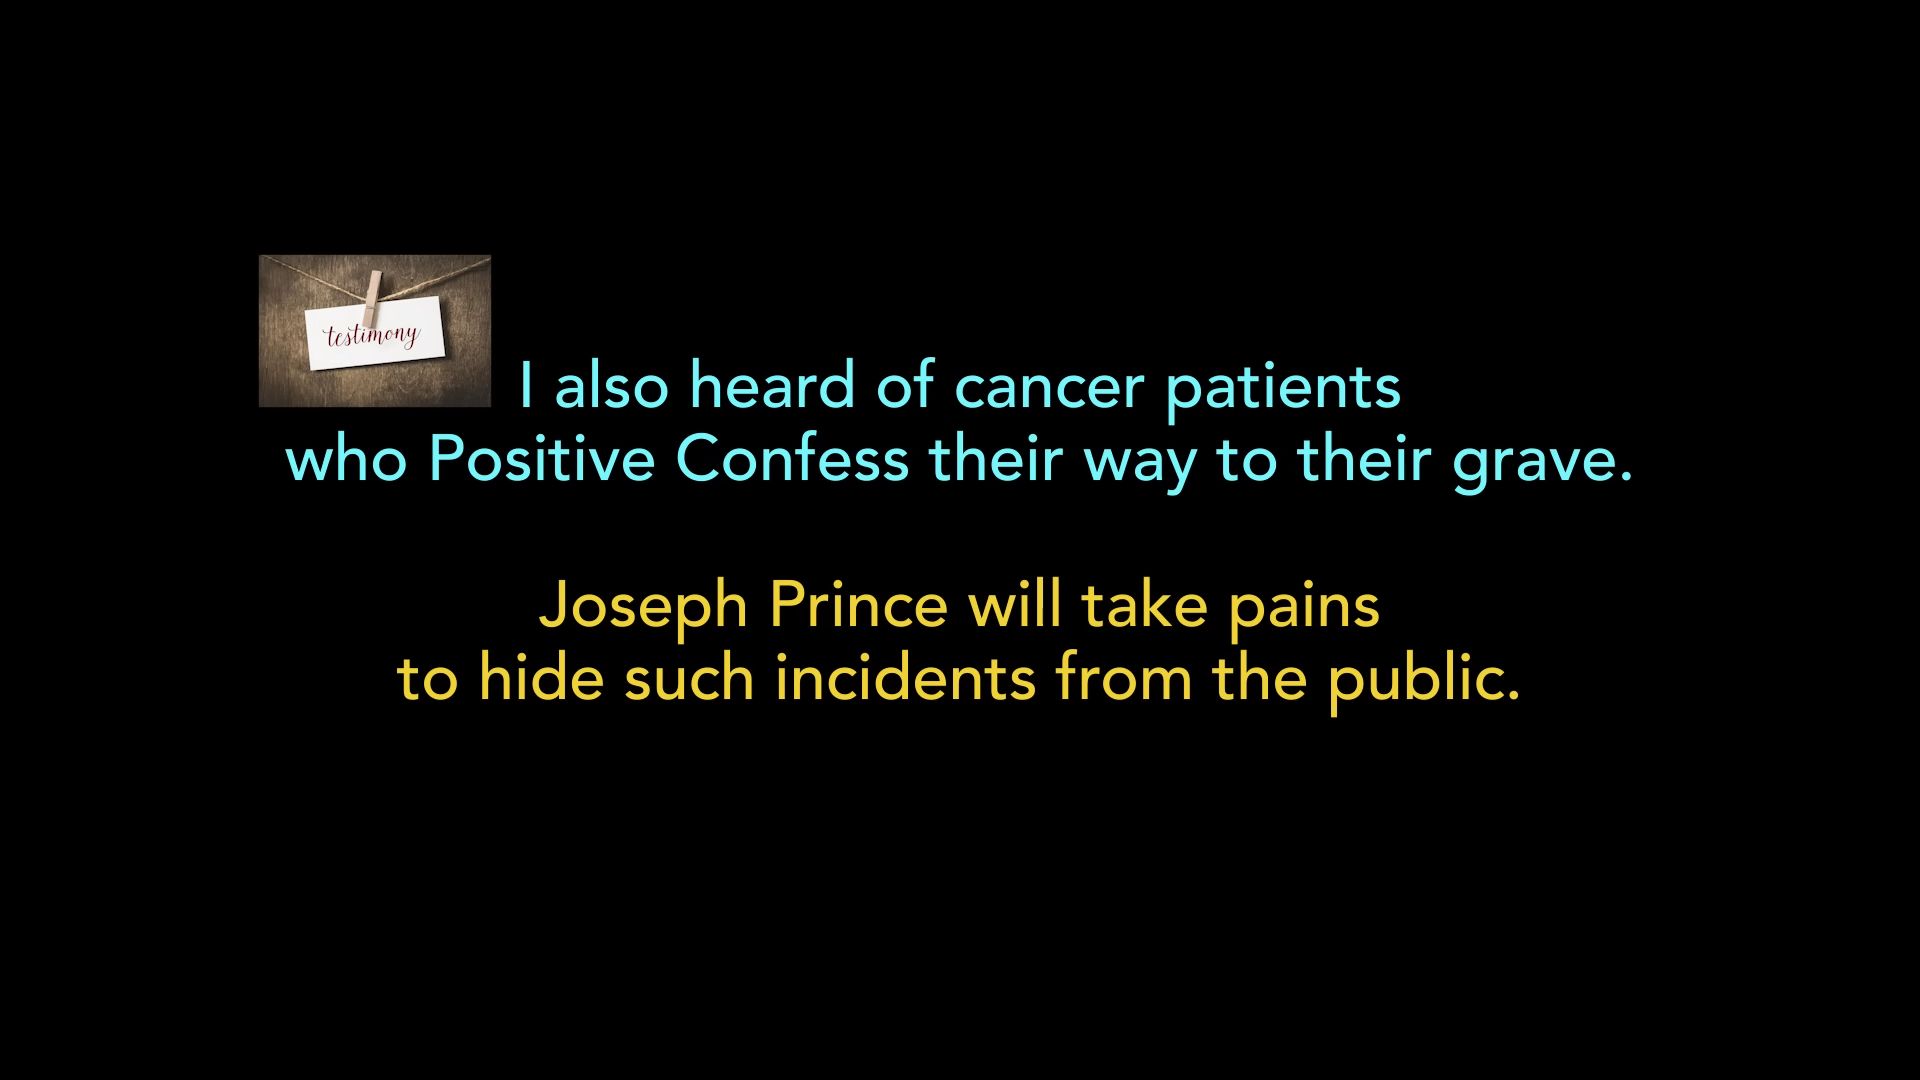 testimony
I also heard of cancer patients
who Positive Confess their way to their grave.
Joseph Prince will take pains
to hide such incidents from the public.